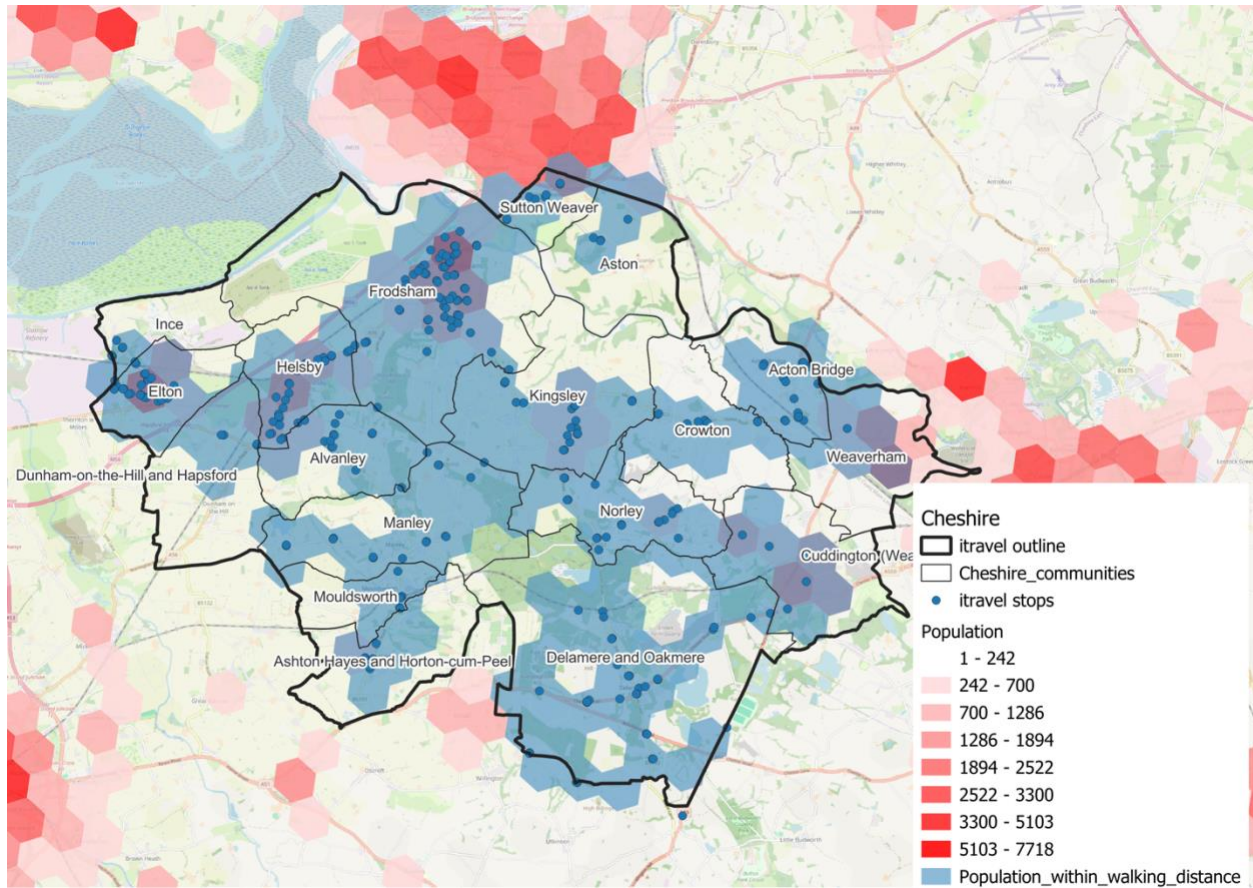 Sutton Weaver
Aston
Frodsham
Ince
Helsby
Elton
Acton Bridge
Kingsley
Crowton
Alvanley
Weaverham
Dunham-on-the-Hill and Hapsford
Norley
Manley
Cuddington (Wea
Mouldsworth
Ashton Hayes and Horton-cum-Peel
Delamere and Oakmere
Cheshire
itravel outline
Cheshire_communities
itravel stops
Population
1 - 242
242 - 700
700 - 1286
1286 - 1894
1894 - 2522
2522 - 3300
3300 - 5103
5103 - 7718
Population_within_walking_distance